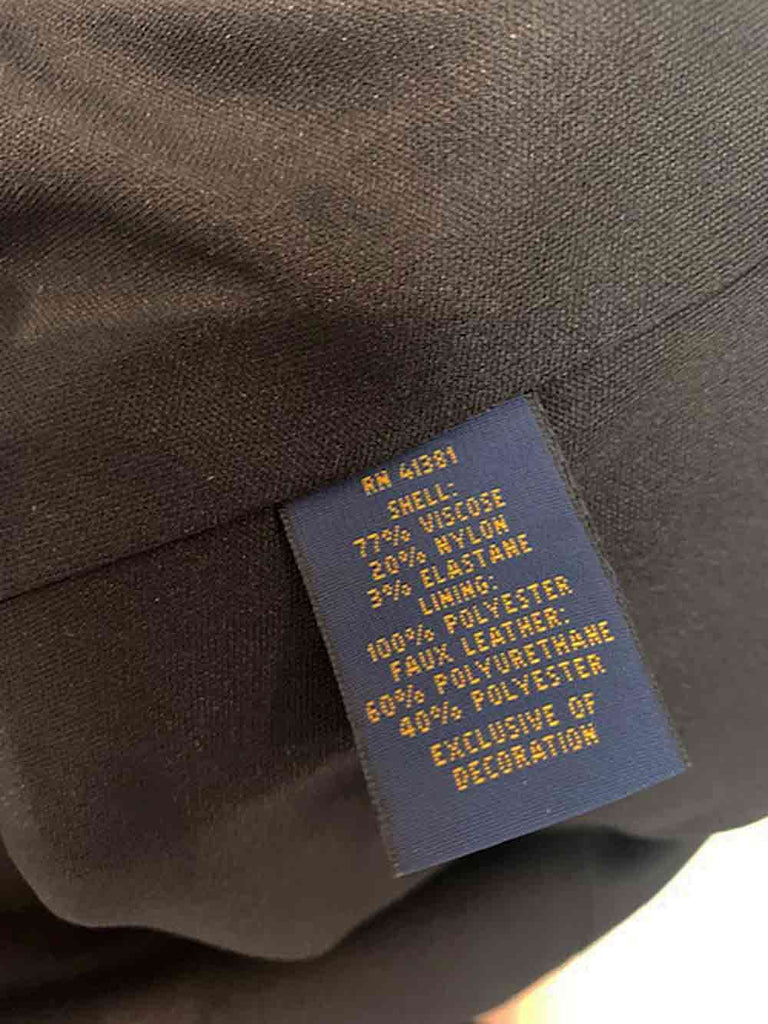 RN 41381
SHELL:
77% VISCOSE
20% NYLON
3% ELASTANE
LINING:
100% POLYESTER
FAUX LEATHER:
60% POLYURETHANE
40% POLYESTER
EXCLUSIVE OF
DECORATION